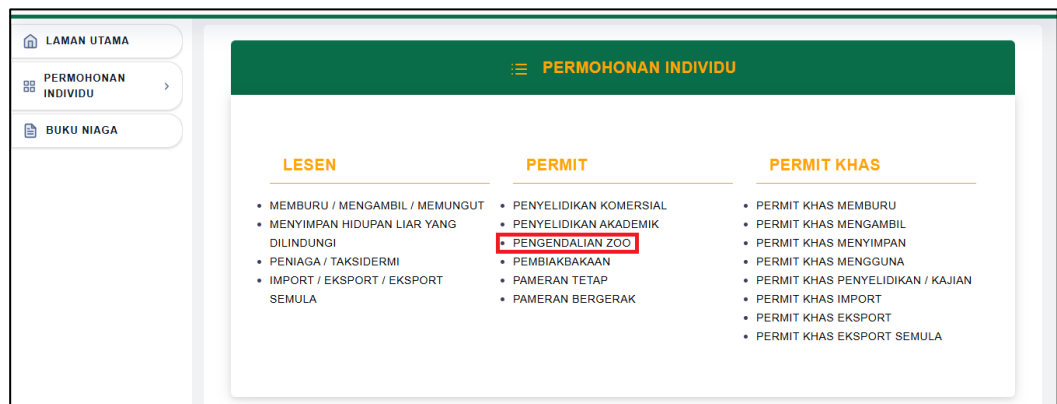 LAMAN UTAMA
PERMOHONAN
INDIVIDU
BUKU NIAGA
PERMOHONAN INDIVIDU
LESEN
MEMBURU / MENGAMBIL / MEMUNGUT
MENYIMPAN HIDUPAN LIAR YANG
DILINDUNGI
PENIAGA / TAKSIDERMI
IMPORT / EKSPORT / EKSPORT
SEMULA
PERMIT
PENYELIDIKAN KOMERSIAL
PENYELIDIKAN AKADEMIK
PENGENDALIAN ZOO
PEMBIAKBAKAAN
PAMERAN TETAP
PAMERAN BERGERAK
PERMIT KHAS
PERMIT KHAS MEMBURU
PERMIT KHAS MENGAMBIL
PERMIT KHAS MENYIMPAN
PERMIT KHAS MENGGUNA
PERMIT KHAS PENYELIDIKAN / KAJIAN
PERMIT KHAS IMPORT
PERMIT KHAS EKSPORT
PERMIT KHAS EKSPORT SEMULA